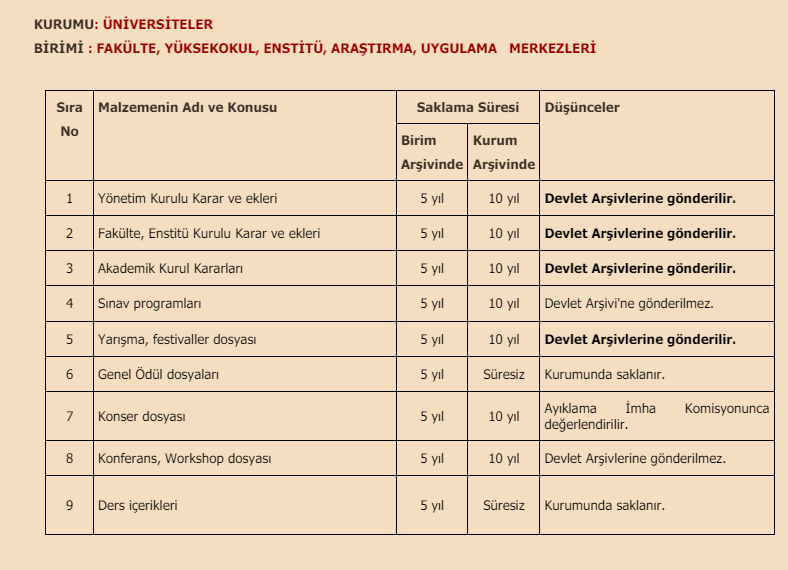 KURUMU: ÜNİVERSİTELER
BİRİMİ : FAKÜLTE, YÜKSEKOKUL, ENSTİTÜ, ARAŞTIRMA, UYGULAMA MERKEZLERİ
Sıra No Malzemenin Adı ve Konusu Saklama Süresi Düşünceler
Birim Arşivinde Kurum Arşivinde
1 Yönetim Kurulu Karar ve ekleri 5 yıl 10 yıl Devlet Arşivlerine gönderilir.
2 Fakülte, Enstitü Kurulu Karar ve ekleri 5 yıl 10 yıl Devlet Arşivlerine gönderilir.
3 Akademik Kurul Kararları 5 yıl 10 yıl Devlet Arşivlerine gönderilir.
4 Sınav programları 5 yıl 10 yıl Devlet Arşivi'ne gönderilmez.
5 Yarışma, festivaller dosyası 5 yıl 10 yıl Devlet Arşivlerine gönderilir.
6 Genel Ödül dosyaları 5 yıl Süresiz Kurumunda saklanır.
7 Konser dosyası 5 yıl 10 yıl Ayıklama İmha Komisyonunca değerlendirilir.
8 Konferans, Workshop dosyası 5 yıl 10 yıl Devlet Arşivlerine gönderilmez.
9 Ders içerikleri 5 yıl Süresiz Kurumunda saklanır.